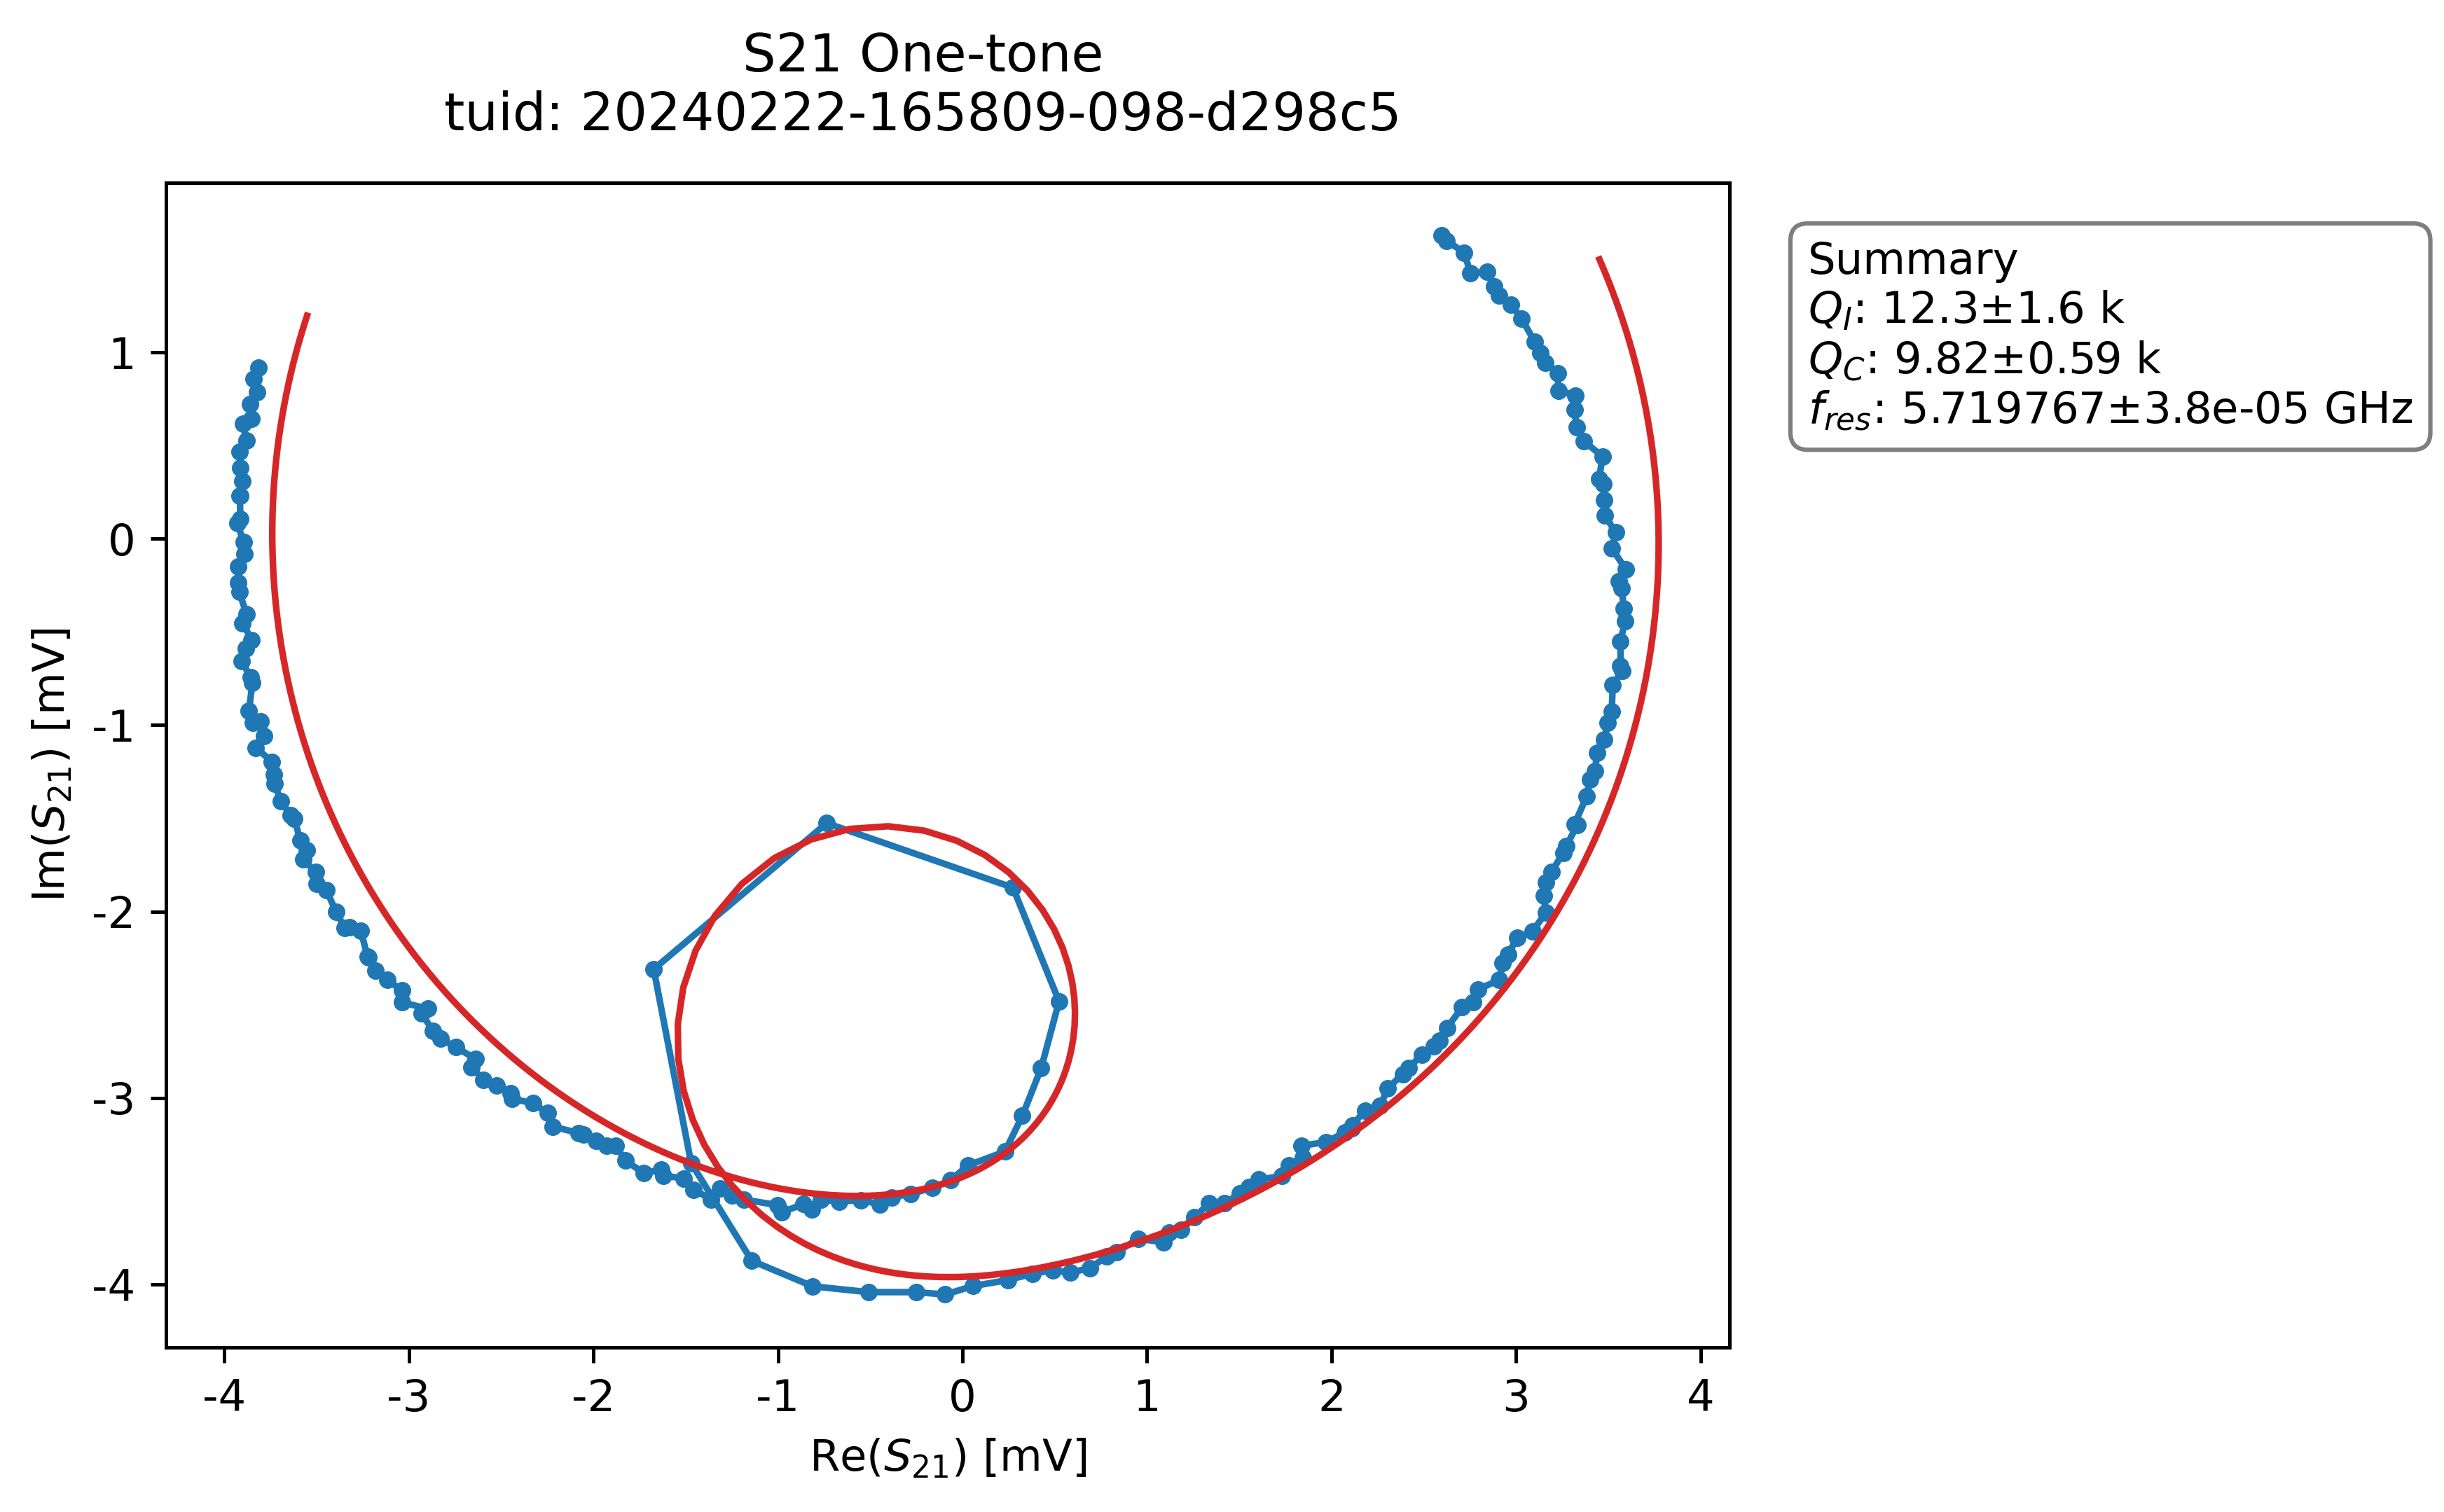 S21 One-tone
tuid: 20240222-165809-098-d298c5
Summary
Q_I: 12.3±1.6 k
Q_C: 9.82±0.59 k
f_res: 5.719767±3.8e-05 GHz
1
0
-1
-2
-3
-4
Im(S_21) [mV]
-4 -3 -2 -1 0 1 2 3 4
Re(S_21) [mV]